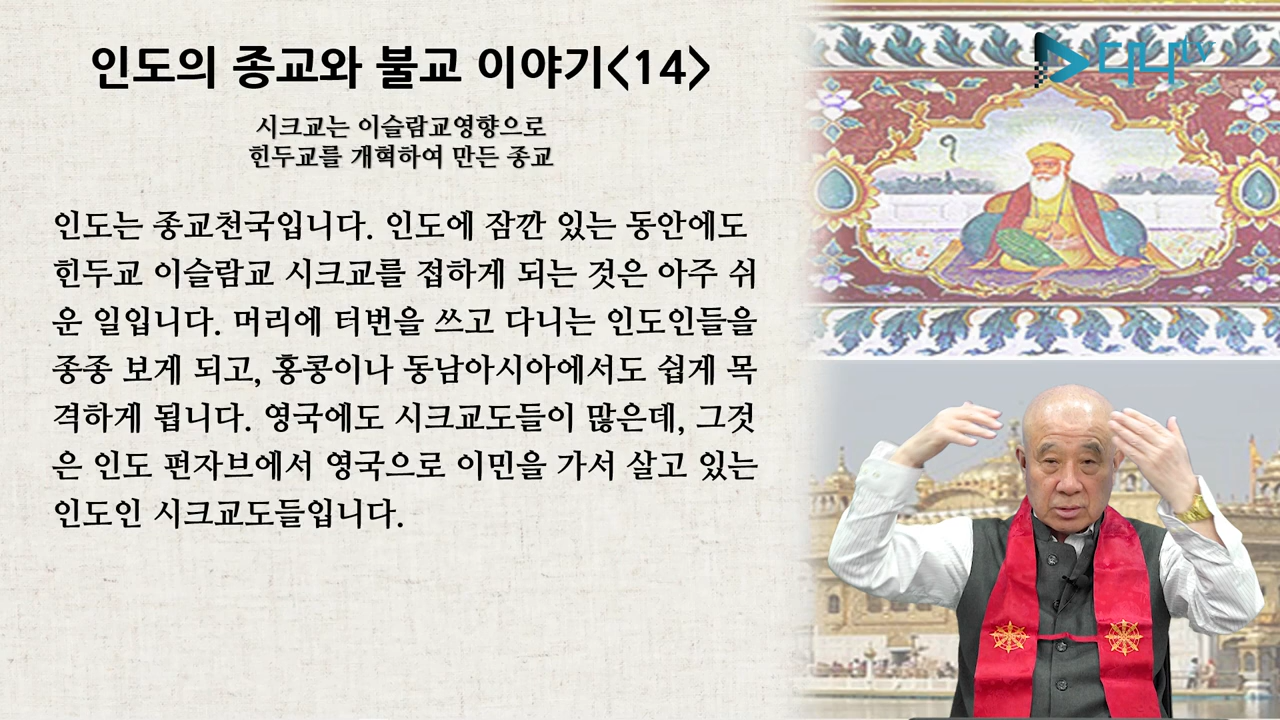 인도의 종교와 불교 이야기<14>
다나tv
시크교는 이슬람교영향으로
힌두교를 개혁하여 만든 종교
인도는 종교천국입니다. 인도에 잠깐 있는 동안에도
힌두교 이슬람교 시크교를 접하게 되는 것은 아주 쉬
운 일입니다. 머리에 터번을 쓰고 다니는 인도인들을
종종 보게 되고, 홍콩이나 동남아시아에서도 쉽게 목
격하게 됩니다. 영국에도 시크교도들이 많은데, 그것
은 인도 펀자브에서 영국으로 이민을 가서 살고 있는
인도인 시크교도들입니다.
੧